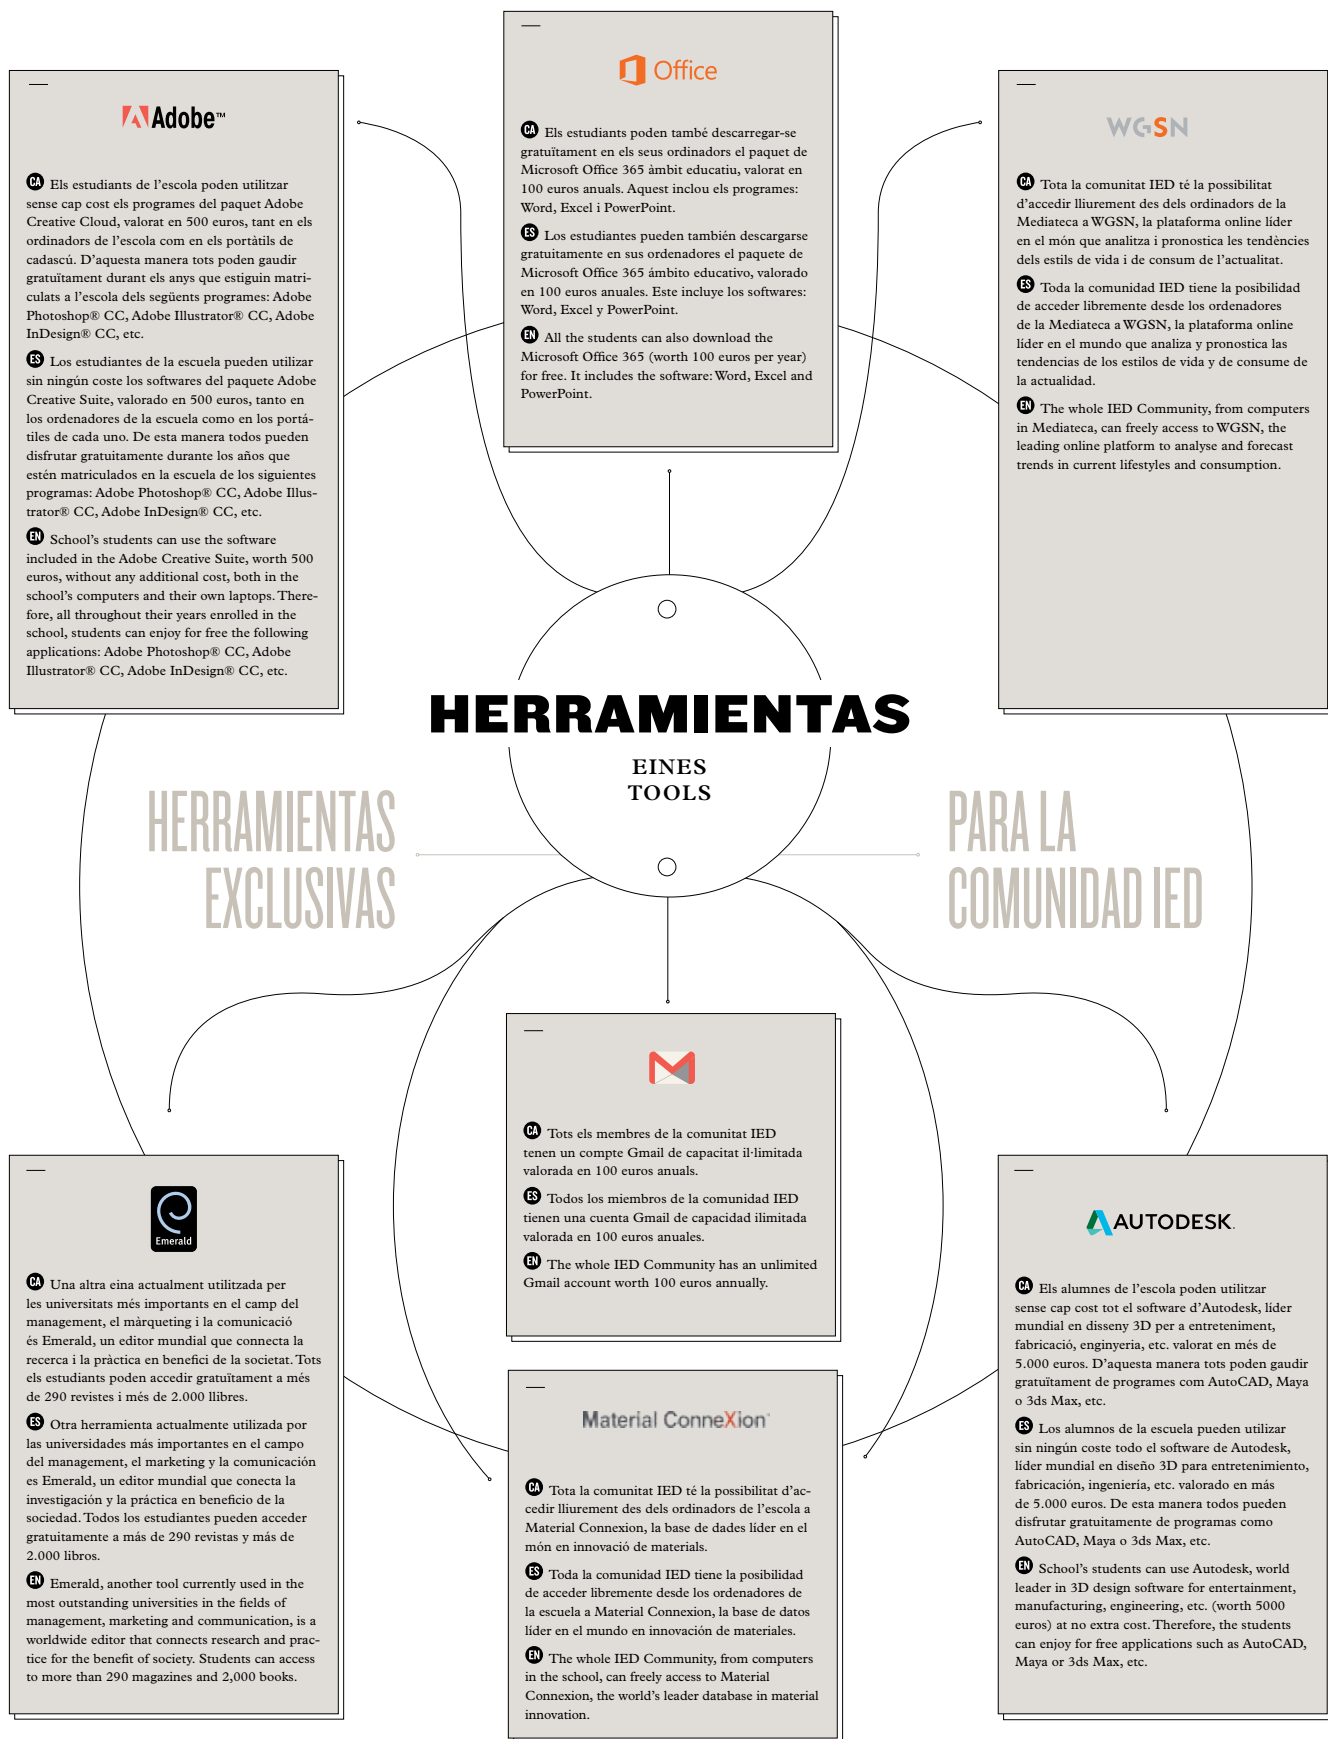 Adobe™
CA Els estudiants de l'escola poden utilitzar
sense cap cost els programes del paquet Adobe
Creative Cloud, valorat en 500 euros, tant en els
ordinadors de l'escola com en els portàtils de
cadascú. D'aquesta manera tots poden gaudir
gratuïtament durant els anys que estiguin matri-
culats a l'escola dels següents programes: Adobe
Photoshop® CC, Adobe Illustrator® CC, Adobe
InDesign® CC, etc.
ES Los estudiantes de la escuela pueden utilizar
sin ningún coste los softwares del paquete Adobe
Creative Suite, valorado en 500 euros, tanto en
los ordenadores de la escuela como en los portá-
tiles de cada uno. De esta manera todos pueden
disfrutar gratuitamente durante los años que
estén matriculados en la escuela de los siguientes
programas: Adobe Photoshop® CC, Adobe Illus-
trator® CC, Adobe InDesign® CC, etc.
EN School's students can use the software
included in the Adobe Creative Suite, worth 500
euros, without any additional cost, both in the
school's computers and their own laptops. There-
fore, all throughout their years enrolled in the
school, students can enjoy for free the following
applications: Adobe Photoshop® CC, Adobe
Illustrator® CC, Adobe InDesign® CC, etc.
Office
CA Els estudiants poden també descarregar-se
gratuïtament en els seus ordinadors el paquet de
Microsoft Office 365 àmbit educatiu, valorat en
100 euros anuals. Aquest inclou els programes:
Word, Excel i PowerPoint.
ES Los estudiantes pueden también descargarse
gratuitamente en sus ordenadores el paquete de
Microsoft Office 365 ámbito educativo, valorado
en 100 euros anuales. Este incluye los softwares:
Word, Excel y PowerPoint.
EN All the students can also download the
Microsoft Office 365 (worth 100 euros per year)
for free. It includes the software: Word, Excel and
PowerPoint.
WGSN
CA Tota la comunitat IED té la possibilitat
d'accedir lliurement des dels ordinadors de la
Mediateca a WGSN, la plataforma online líder
en el món que analitza i pronostica les tendències
dels estils de vida i de consum de l'actualitat.
ES Toda la comunidad IED tiene la posibilidad
de acceder libremente desde los ordenadores
de la Mediateca a WGSN, la plataforma online
líder en el mundo que analiza y pronostica las
tendencias de los estilos de vida y de consume de
la actualidad.
EN The whole IED Community, from computers
in Mediateca, can freely access to WGSN, the
leading online platform to analyse and forecast
trends in current lifestyles and consumption.
HERRAMIENTAS
EINES
TOOLS
HERRAMIENTAS
EXCLUSIVAS
PARA LA
COMUNIDAD IED
CA Tots els membres de la comunitat IED
tenen un compte Gmail de capacitat il·limitada
valorada en 100 euros anuals.
ES Todos los miembros de la comunidad IED
tienen una cuenta Gmail de capacidad ilimitada
valorada en 100 euros anuales.
EN The whole IED Community has an unlimited
Gmail account worth 100 euros annually.
Emerald
CA Una altra eina actualment utilitzada per
les universitats més importants en el camp del
management, el màrqueting i la comunicació
és Emerald, un editor mundial que connecta la
recerca i la pràctica en benefici de la societat. Tots
els estudiants poden accedir gratuïtament a més
de 290 revistes i més de 2.000 llibres.
ES Otra herramienta actualmente utilizada por
las universidades más importantes en el campo
del management, el marketing y la comunicación
es Emerald, un editor mundial que conecta la
investigación y la práctica en beneficio de la
sociedad. Todos los estudiantes pueden acceder
gratuitamente a más de 290 revistas y más de
2.000 libros.
EN Emerald, another tool currently used in the
most outstanding universities in the fields of
management, marketing and communication, is a
worldwide editor that connects research and prac-
tice for the benefit of society. Students can access
to more than 290 magazines and 2,000 books.
Material ConneXion
CA Tota la comunitat IED té la possibilitat d'ac-
cedir lliurement des dels ordinadors de l'escola a
Material Connexion, la base de dades líder en el
món en innovació de materials.
ES Toda la comunidad IED tiene la posibilidad
de acceder libremente desde los ordenadores de
la escuela a Material Connexion, la base de datos
líder en el mundo en innovación de materiales.
EN The whole IED Community, from computers
in the school, can freely access to Material
Connexion, the world's leader database in material
innovation.
AUTODESK.
CA Els alumnes de l'escola poden utilitzar
sense cap cost tot el software d'Autodesk, líder
mundial en disseny 3D per a entreteniment,
fabricació, enginyeria, etc. valorat en més de
5.000 euros. D'aquesta manera tots poden gaudir
gratuïtament de programes com AutoCAD, Maya
o 3ds Max, etc.
ES Los alumnos de la escuela pueden utilizar
sin ningún coste todo el software de Autodesk,
líder mundial en diseño 3D para entretenimiento,
fabricación, ingeniería, etc. valorado en más
de 5.000 euros. De esta manera todos pueden
disfrutar gratuitamente de programas como
AutoCAD, Maya o 3ds Max, etc.
EN School's students can use Autodesk, world
leader in 3D design software for entertainment,
manufacturing, engineering, etc. (worth 5000
euros) at no extra cost. Therefore, the students
can enjoy for free applications such as AutoCAD,
Maya or 3ds Max, etc.